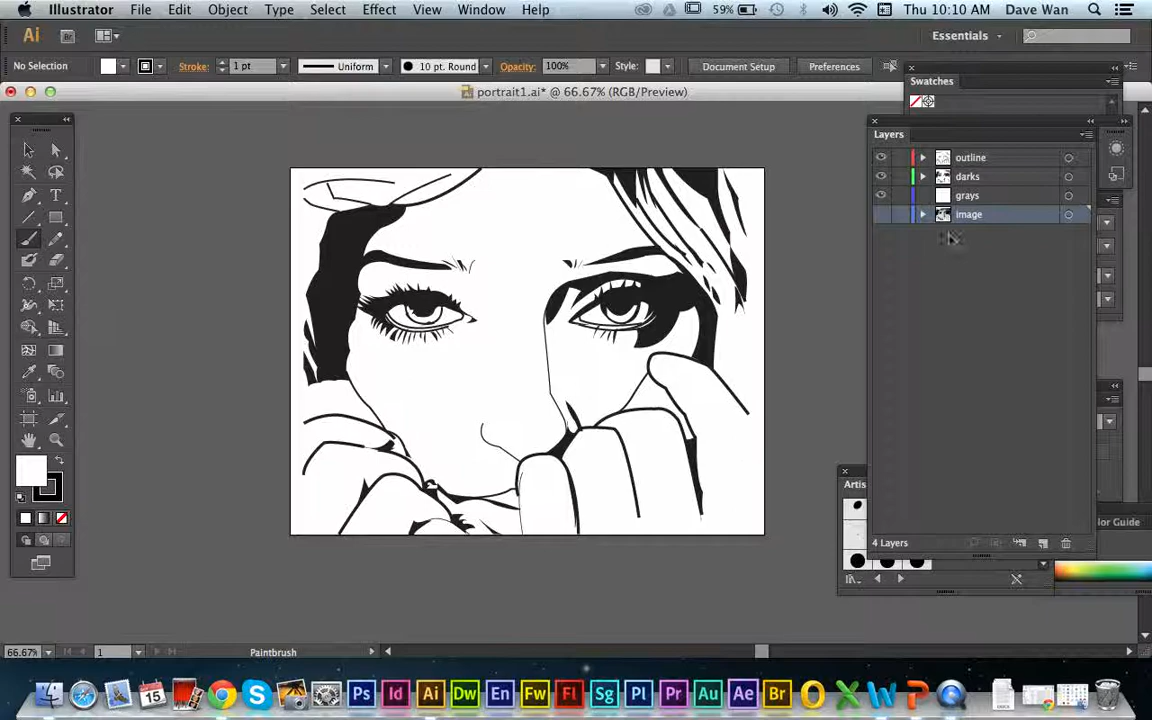 Illustrator File Edit Object Type Select Effect View Window Help 59% Thu 10:10 AM Dave Wan
Ai Br Essentials
No Selection Stroke: 1 pt Uniform 10 pt. Round Opacity: 100% Style: Document Setup Preferences
Swatches
portrait1.ai* @ 66.67% (RGB/Preview)
Layers
outline
darks
grays
image
T
Artis
Color Guide
4 Layers
66.67% 1 Paintbrush
15 Ps Id Ai Dw En Fw Fl Sg Pl Pr Au Ae Br